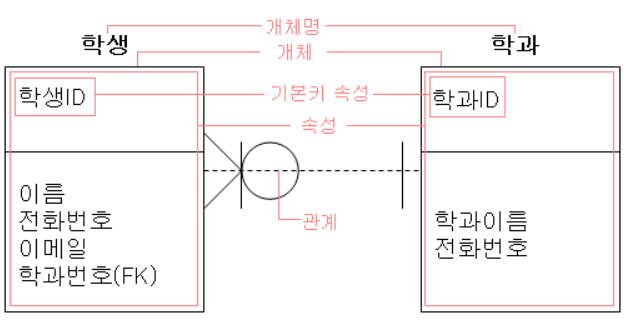 개체명
학생
학과
개체
학생ID
기본키 속성
학과ID
속성
이름
전화번호
이메일
학과번호(FK)
관계
학과이름
전화번호